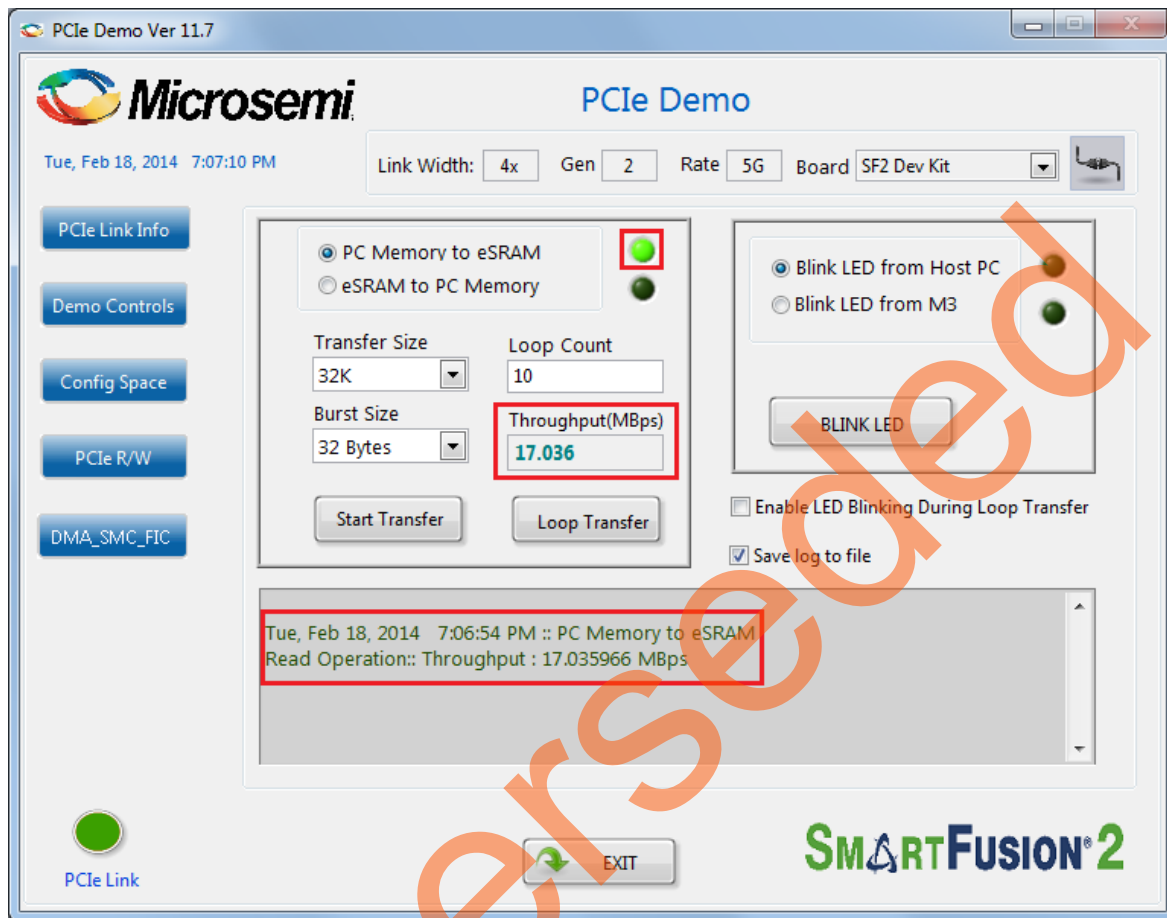 PCIe Demo Ver 11.7
Microsemi.
PCIe Demo
Tue, Feb 18, 2014 7:07:10 PM
Link Width: 4x Gen 2 Rate 5G Board SF2 Dev Kit
PCIe Link Info
Demo Controls
Config Space
PCIe R/W
DMA_SMC_FIC
PC Memory to eSRAM
eSRAM to PC Memory
Transfer Size
32K
Loop Count
10
Burst Size
32 Bytes
Throughput(MBps)
17.036
Start Transfer
Loop Transfer
Blink LED from Host PC
Blink LED from M3
BLINK LED
Enable LED Blinking During Loop Transfer
Save log to file
Tue, Feb 18, 2014 7:06:54 PM :: PC Memory to eSRAM
Read Operation:: Throughput : 17.035966 MBps
PCIe Link
EXIT
SMARTFUSION®2
erseded